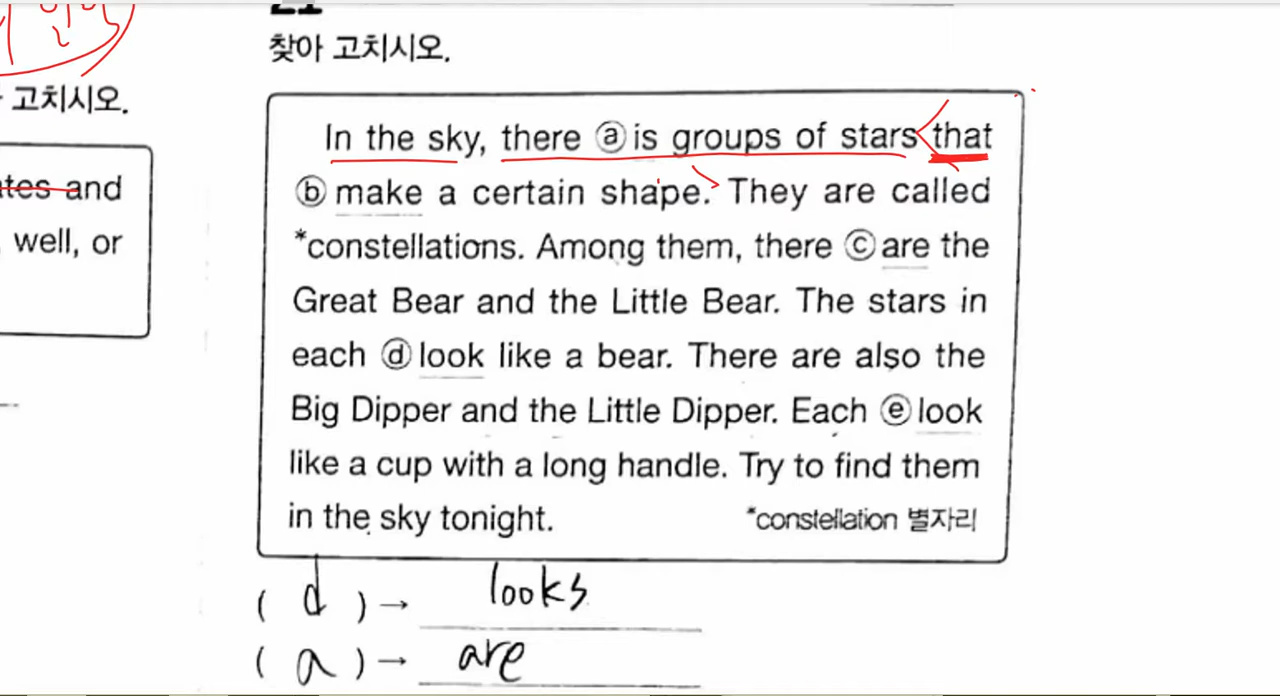 찾아 고치시오.
고치시오.
In the sky, there ⓐ is groups of stars that
ⓑ make a certain shape. They are called
*constellations. Among them, there ⓒ are the
Great Bear and the Little Bear. The stars in
each ⓓ look like a bear. There are also the
Big Dipper and the Little Dipper. Each ⓔ look
like a cup with a long handle. Try to find them
in the sky tonight.
*constellation 별자리
and
well, or
( d ) → looks
( a ) → are